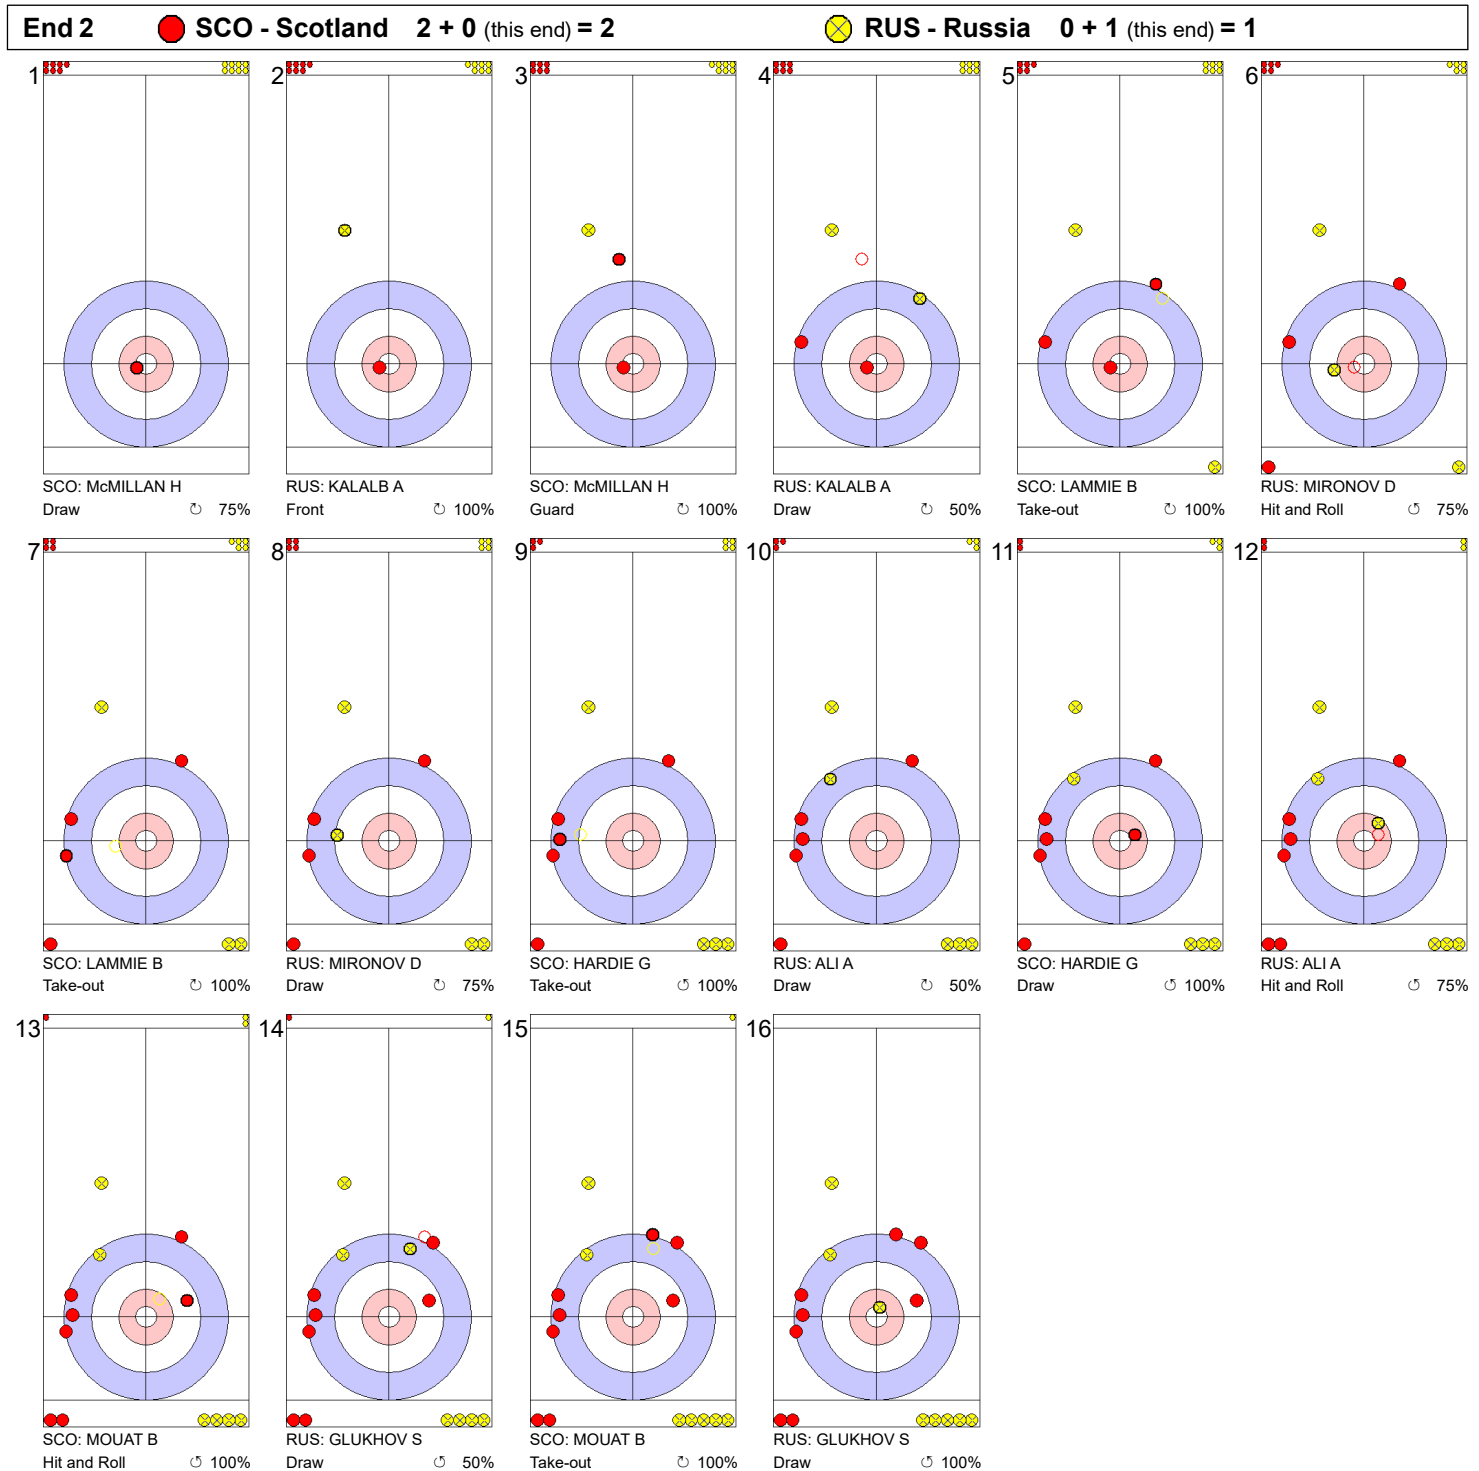 End 2 SCO - Scotland 2 + 0 (this end) = 2 RUS - Russia 0 + 1 (this end) = 1
1 2 3 4 5 6
SCO: McMILLAN H RUS: KALALB A SCO: McMILLAN H RUS: KALALB A SCO: LAMMIE B RUS: MIRONOV D
Draw ↻ 75% Front ↻ 100% Guard ↻ 100% Draw ↻ 50% Take-out ↻ 100% Hit and Roll ↺ 75%
7 8 9 10 11 12
SCO: LAMMIE B RUS: MIRONOV D SCO: HARDIE G RUS: ALI A SCO: HARDIE G RUS: ALI A
Take-out ↻ 100% Draw ↻ 75% Take-out ↺ 100% Draw ↻ 50% Draw ↺ 100% Hit and Roll ↺ 75%
13 14 15 16
SCO: MOUAT B RUS: GLUKHOV S SCO: MOUAT B RUS: GLUKHOV S
Hit and Roll ↺ 100% Draw ↺ 50% Take-out ↻ 100% Draw ↺ 100%